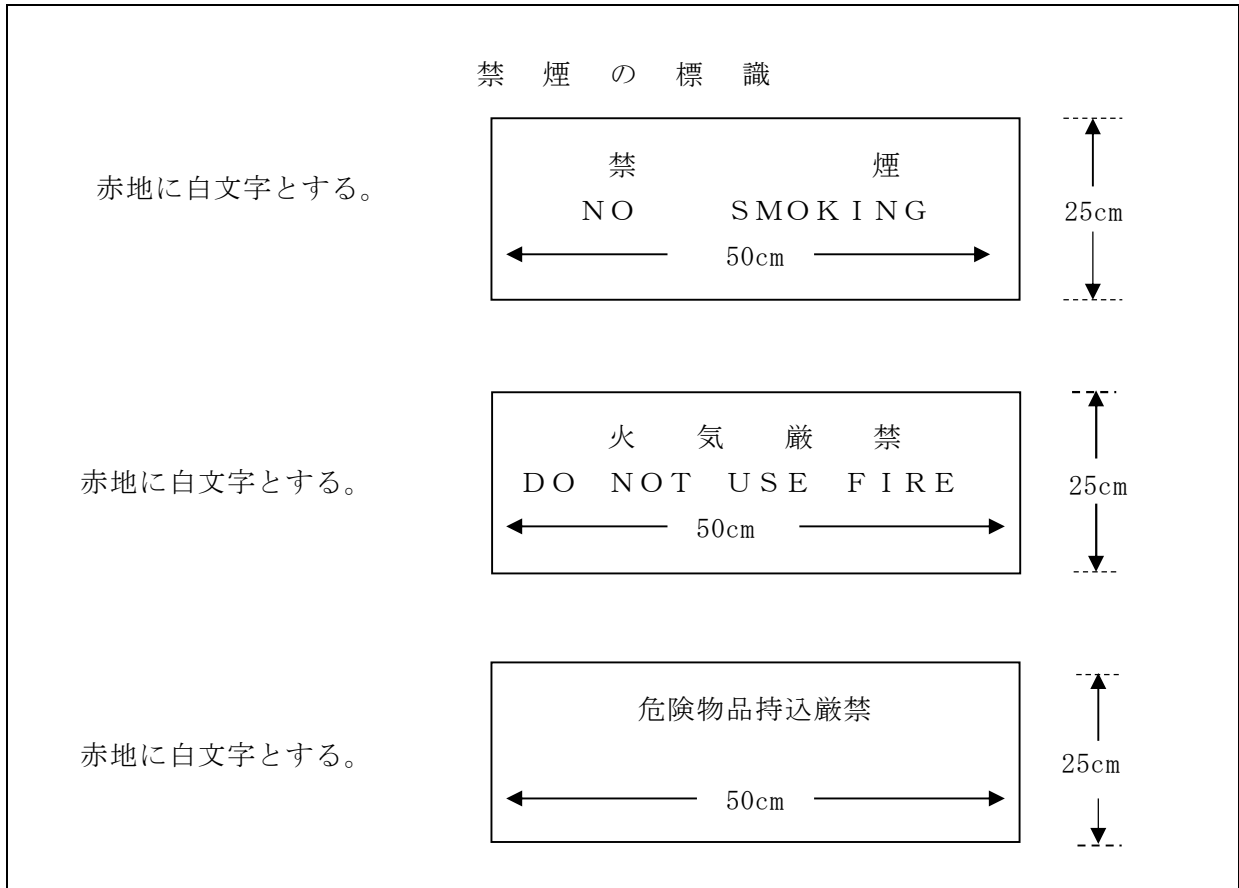 禁煙の標識
赤地に白文字とする。
禁　　　煙
ＮＯ　ＳＭＯＫＩＮＧ
50cm
25cm
赤地に白文字とする。
火気厳禁
ＤＯ　ＮＯＴ　ＵＳＥ　ＦＩＲＥ
50cm
25cm
赤地に白文字とする。
危険物品持込厳禁
50cm
25cm